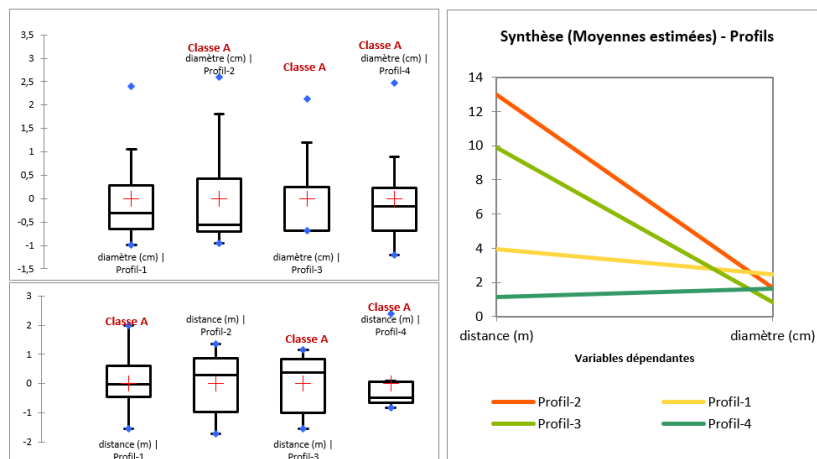 3,5
3
2,5
2
1,5
1
0,5
0
-0,5
-1
-1,5
Classe A
diamètre (cm) |
Profil-2
Classe A
Classe A
diamètre (cm) |
Profil-4
diamètre (cm) |
Profil-1
diamètre (cm) |
Profil-3
3
2
1
0
-1
-2
Classe A
distance (m) |
Profil-2
Classe A
Classe A
distance (m) |
Profil-4
distance (m) |
Profil-1
distance (m) |
Profil-3
Synthèse (Moyennes estimées) - Profils
14
12
10
8
6
4
2
0
distance (m)
diamètre (cm)
Variables dépendantes
Profil-2
Profil-1
Profil-3
Profil-4